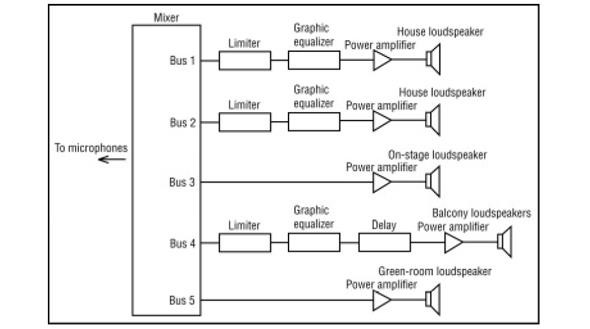 Mixer
House loudspeaker
Graphic
equalizer
Limiter
Power amplifier
Bus 1
House loudspeaker
Graphic
equalizer
Limiter
Power amplifier
Bus 2
To microphones
On-stage loudspeaker
Power amplifier
Bus 3
Balcony loudspeakers
Graphic
equalizer
Limiter
Delay
Power amplifier
Bus 4
Green-room loudspeaker
Power amplifier
Bus 5